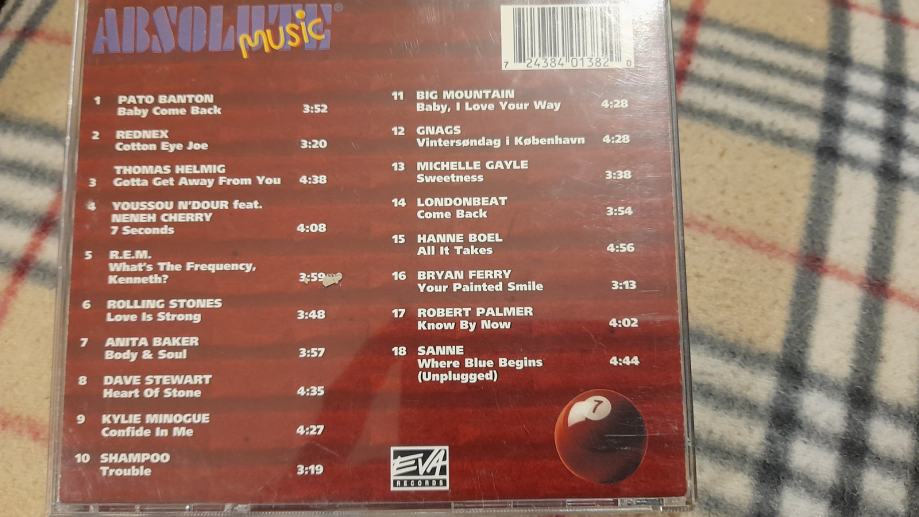 ABSOLUTE®
music
7 24384 01382 0
1 PATO BANTON
Baby Come Back 3:52
2 REDNEX
Cotton Eye Joe 3:20
THOMAS HELMIG
3 Gotta Get Away From You 4:38
4 YOUSSOU N'DOUR feat.
NENEH CHERRY
7 Seconds 4:08
5 R.E.M.
What's The Frequency,
Kenneth? 3:59
6 ROLLING STONES
Love Is Strong 3:48
7 ANITA BAKER
Body & Soul 3:57
8 DAVE STEWART
Heart Of Stone 4:35
9 KYLIE MINOGUE
Confide In Me 4:27
10 SHAMPOO
Trouble 3:19
11 BIG MOUNTAIN
Baby, I Love Your Way 4:28
12 GNAGS
Vintersøndag i København 4:28
13 MICHELLE GAYLE
Sweetness 3:38
14 LONDONBEAT
Come Back 3:54
15 HANNE BOEL
All It Takes 4:56
16 BRYAN FERRY
Your Painted Smile 3:13
17 ROBERT PALMER
Know By Now 4:02
18 SANNE
Where Blue Begins 4:44
(Unplugged)
7
EVA
RECORDS